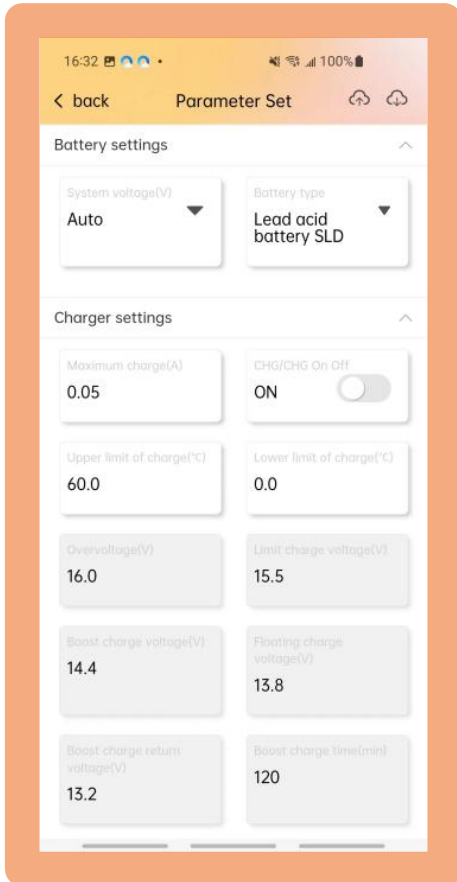 16:32 100%
back Parameter Set
Battery settings
System voltage(V)
Auto
Battery type
Lead acid
battery SLD
Charger settings
Maximum charge(A)
0.05
CHG/CHG On Off
ON
Upper limit of charge(°C)
60.0
Lower limit of charge(°C)
0.0
Overvoltage(V)
16.0
Limit charge voltage(V)
15.5
Boost charge voltage(V)
14.4
Floating charge
voltage(V)
13.8
Boost charge return
voltage(V)
13.2
Boost charge time(min)
120